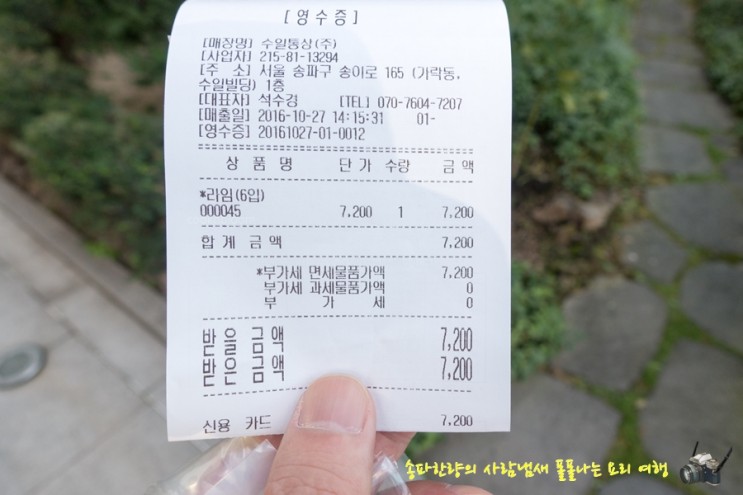 [영수증]
[매장명] 수일통상(주)
[사업자] 215-81-13294
[주 소] 서울 송파구 송이로 165 (가락동,
수일빌딩) 1층
[대표자] 석수경 [TEL] 070-7604-7207
[매출일] 2016-10-27 14:15:31 01-
[영수증] 20161027-01-0012
상 품 명 단 가 수량 금 액
*라임(6입)
000045 7,200 1 7,200
합 계 금 액 7,200
*부가세 면세물품가액 7,200
부가세 과세물품가액 0
부 가 세 0
받을금액 7,200
받은금액 7,200
신용 카드 7,200
송파한량의 사람냄새 폴폴나는 요리 여행